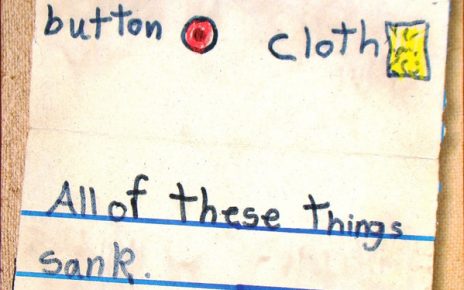 button cloth
All of these things
sank.